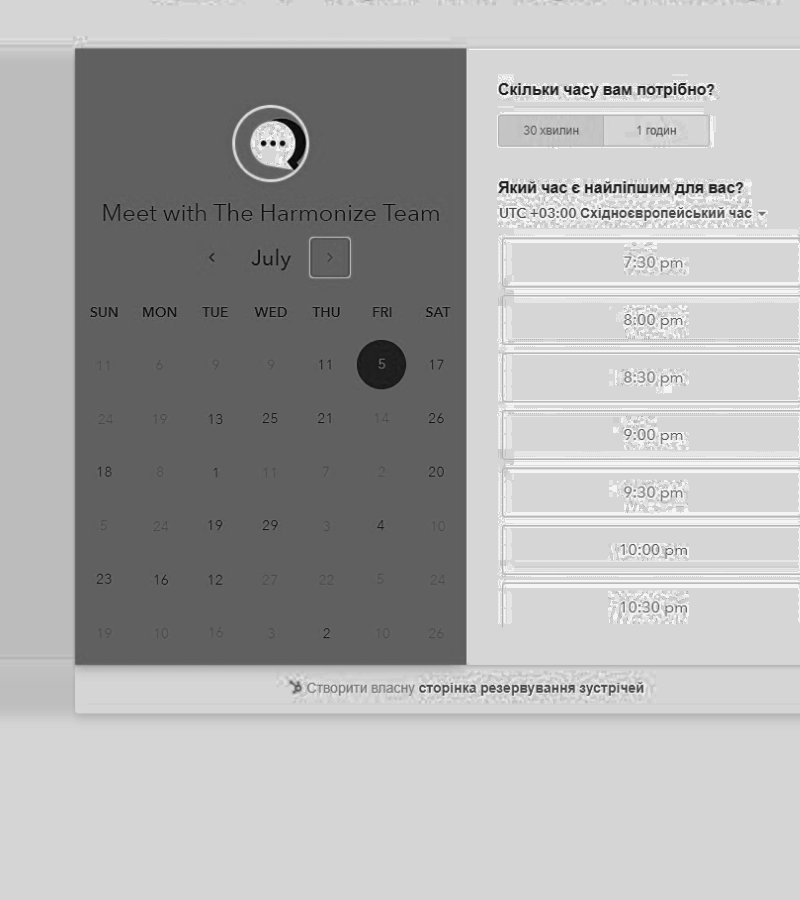 Meet with The Harmonize Team
July
SUN MON TUE WED THU FRI SAT
11 6 9 9 11 5 17
24 19 13 25 21 14 26
18 8 1 11 7 2 20
5 24 19 29 3 4 10
23 16 12 27 22 5 24
19 10 16 3 2 10 26
Скільки часу вам потрібно?
30 хвилин 1 годин
Який час є найліпшим для вас?
UTC +03:00 Східноєвропейський час
7:30 pm
8:00 pm
8:30 pm
9:00 pm
9:30 pm
10:00 pm
10:30 pm
Створити власну сторінка резервування зустрічей